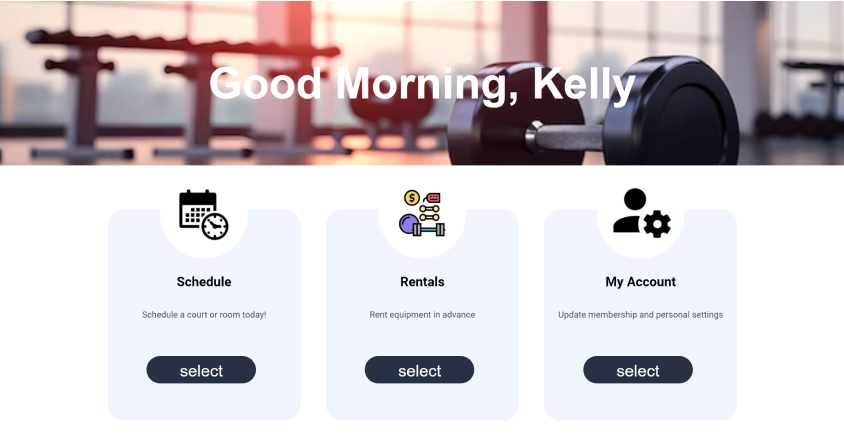 Good Morning, Kelly
$
Schedule
Rentals
My Account
Schedule a court or room today!
Rent equipment in advance
Update membership and personal settings
select
select
select